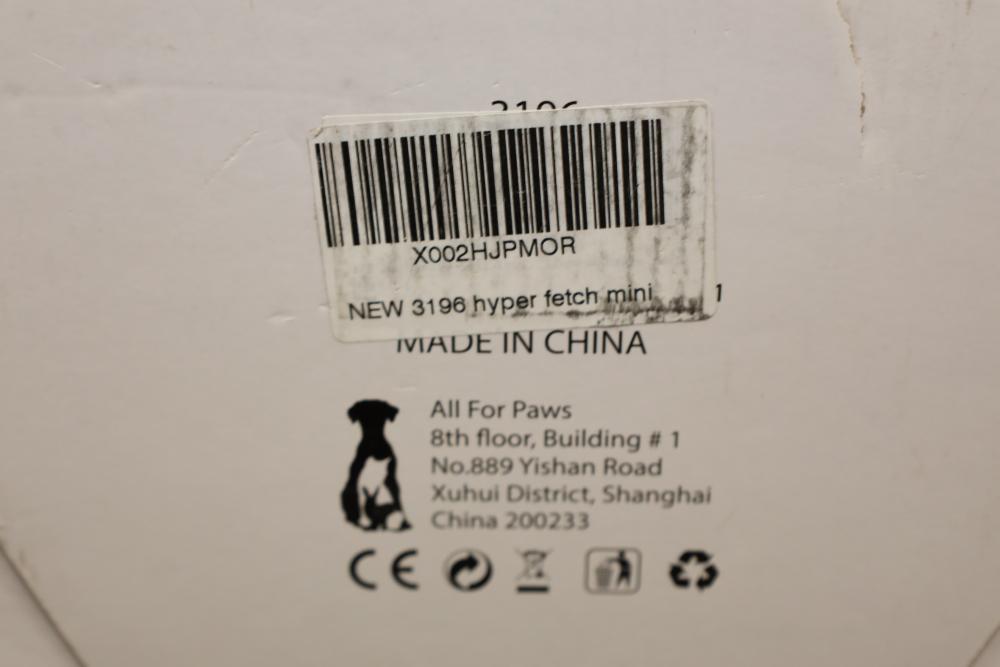 3196
X002HJPMOR
NEW 3196 hyper fetch mini
1
MADE IN CHINA
All For Paws
8th floor, Building # 1
No.889 Yishan Road
Xuhui District, Shanghai
China 200233
CE